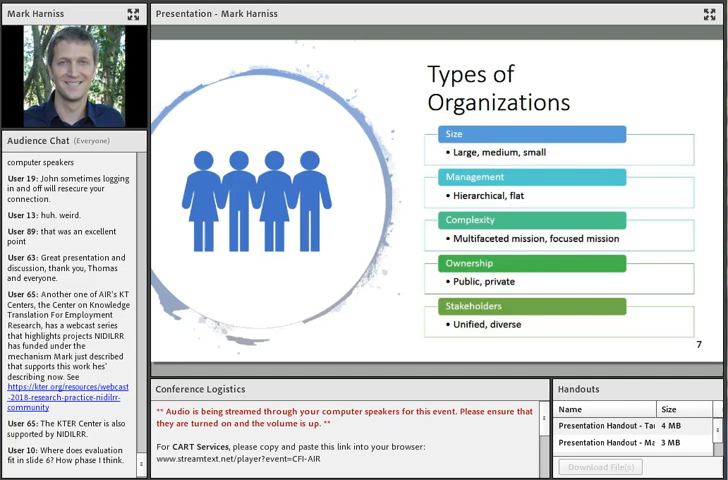 Mark Harniss
Audience Chat (Everyone)
computer speakers
User 19: John sometimes logging
in and off will resecure your
connection.
User 13: huh. weird.
User 89: that was an excellent
point
User 63: Great presentation and
discussion, thank you, Thomas
and everyone.
User 65: Another one of AIR's KT
Centers, the Center on Knowledge
Translation For Employment
Research, has a webcast series
that highlights projects NIDILRR
has funded under the
mechanism Mark just described
that supports this work hes'
describing now. See
https://kter.org/resources/webcast
-2018-research-practice-nidilrr-
community
User 65: The KTER Center is also
supported by NIDILRR.
User 10: Where does evaluation
fit in slide 6? How phase I think.
Presentation - Mark Harniss
Types of
Organizations
Size
• Large, medium, small
Management
• Hierarchical, flat
Complexity
• Multifaceted mission, focused mission
Ownership
• Public, private
Stakeholders
• Unified, diverse
7
Conference Logistics
** Audio is being streamed through your computer speakers for this event. Please ensure that
they are turned on and the volume is up. **
For CART Services, please copy and paste this link into your browser:
www.streamtext.net/player?event=CFI-AIR
Handouts
Name Size
Presentation Handout - Tar 4 MB
Presentation Handout - Ma 3 MB
Download File(s)